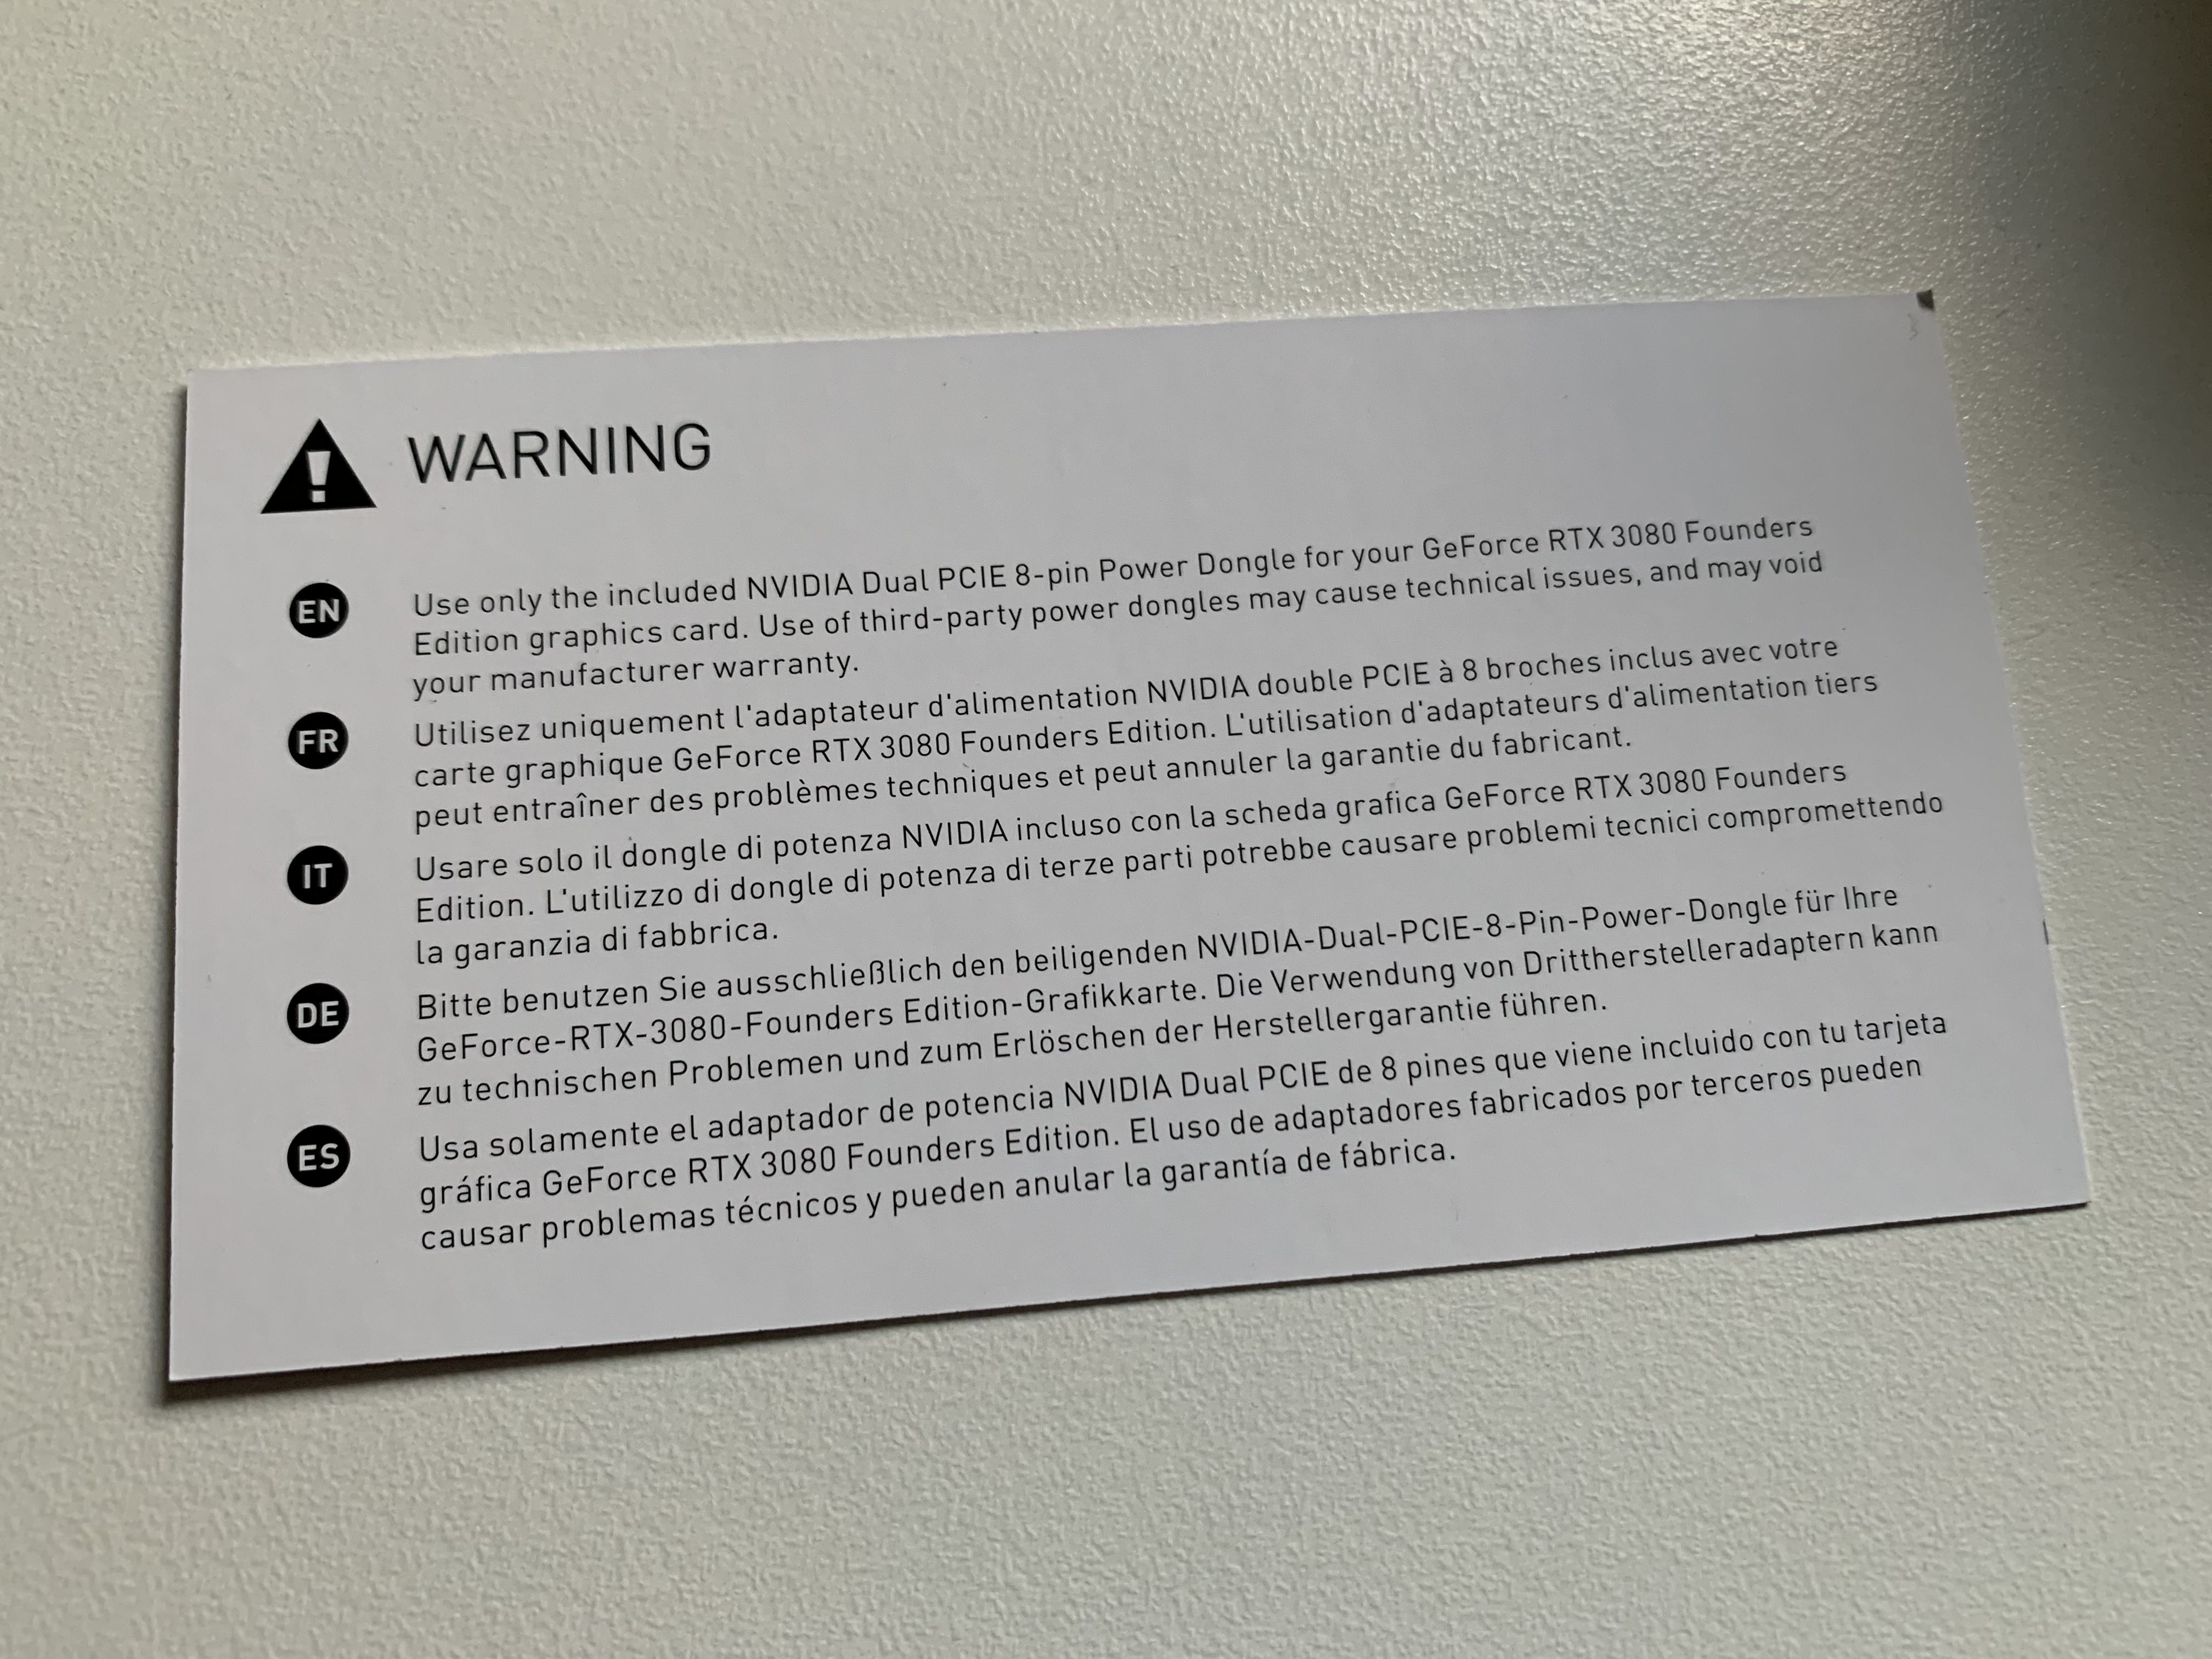 WARNING
EN
Use only the included NVIDIA Dual PCIE 8-pin Power Dongle for your GeForce RTX 3080 Founders
Edition graphics card. Use of third-party power dongles may cause technical issues, and may void
your manufacturer warranty.
FR
Utilisez uniquement l'adaptateur d'alimentation NVIDIA double PCIE à 8 broches inclus avec votre
carte graphique GeForce RTX 3080 Founders Edition. L'utilisation d'adaptateurs d'alimentation tiers
peut entraîner des problèmes techniques et peut annuler la garantie du fabricant.
IT
Usare solo il dongle di potenza NVIDIA incluso con la scheda grafica GeForce RTX 3080 Founders
Edition. L'utilizzo di dongle di potenza di terze parti potrebbe causare problemi tecnici compromettendo
la garanzia di fabbrica.
DE
Bitte benutzen Sie ausschließlich den beiligenden NVIDIA-Dual-PCIE-8-Pin-Power-Dongle für Ihre
GeForce-RTX-3080-Founders Edition-Grafikkarte. Die Verwendung von Drittherstelleradaptern kann
zu technischen Problemen und zum Erlöschen der Herstellergarantie führen.
ES
Usa solamente el adaptador de potencia NVIDIA Dual PCIE de 8 pines que viene incluido con tu tarjeta
gráfica GeForce RTX 3080 Founders Edition. El uso de adaptadores fabricados por terceros pueden
causar problemas técnicos y pueden anular la garantía de fábrica.